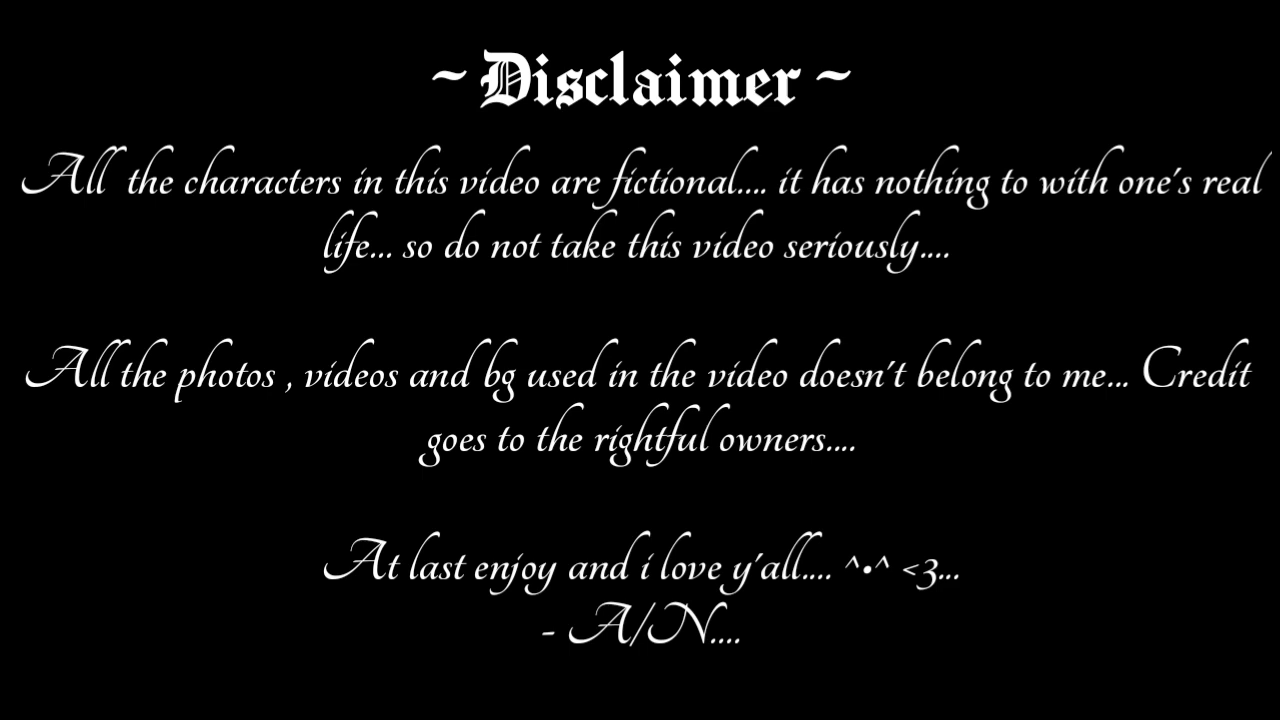 ~ Disclaimer ~
All the characters in this video are fictional.... it has nothing to with one's real
life... so do not take this video seriously....
All the photos , videos and bg used in the video doesn't belong to me... Credit
goes to the rightful owners....
At last enjoy and i love y'all.... ^•^ <3...
- A/N....